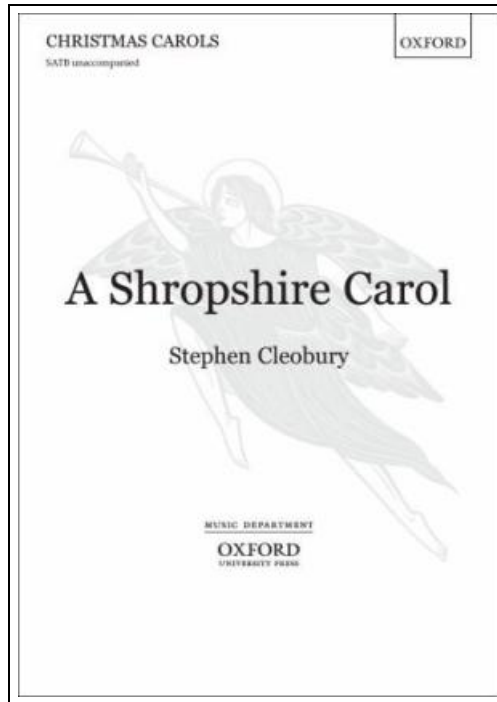 CHRISTMAS CAROLS
OXFORD
SATB unaccompanied
A Shropshire Carol
Stephen Cleobury
MUSIC DEPARTMENT
OXFORD
UNIVERSITY PRESS